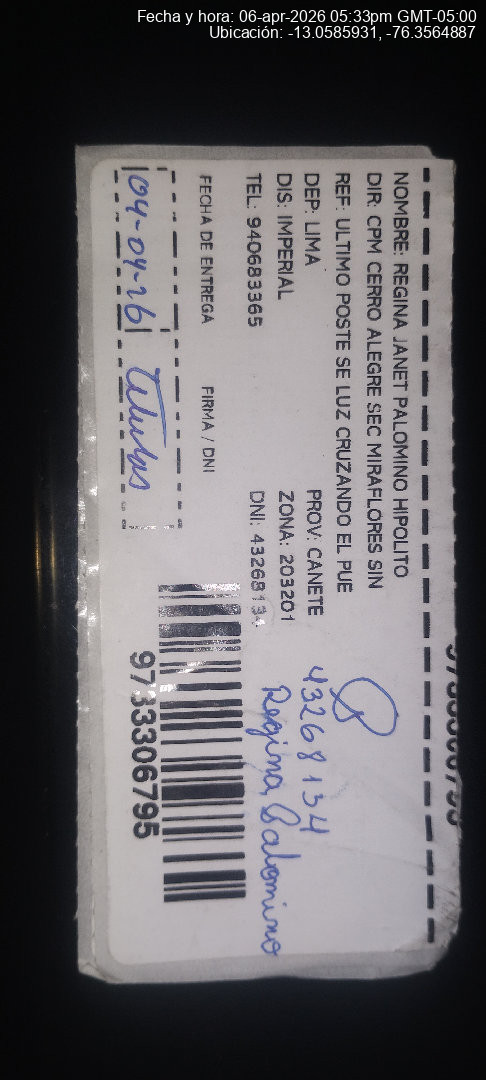 Fecha y hora: 06-apr-2026 05:33pm GMT-05:00
Ubicación: -13.0585931, -76.3564887
NOMBRE: REGINA JANET PALOMINO HIPOLITO
DIR: CPM CERRO ALEGRE SEC MIRAFLORES SIN
REF: ULTIMO POSTE SE LUZ CRUZANDO EL PUE
DEP: LIMA PROV: CANETE
DIS: IMPERIAL ZONA: 203201
TEL: 940683365 DNI: 43268134
43268134
Regina Palomino
FECHA DE ENTREGA FIRMA / DNI
04-04-26
9733306795